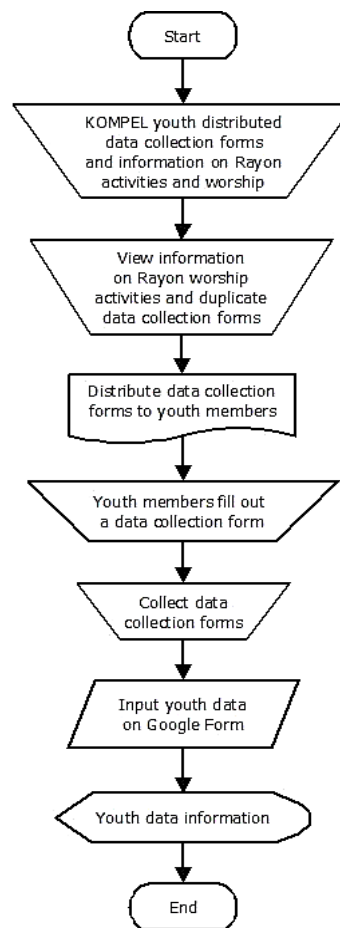 Start
KOMPEL youth distributed
data collection forms
and information on Rayon
activities and worship
View information
on Rayon worship
activities and duplicate
data collection forms
Distribute data collection
forms to youth members
Youth members fill out
a data collection form
Collect data
collection forms
Input youth data
on Google Form
Youth data information
End